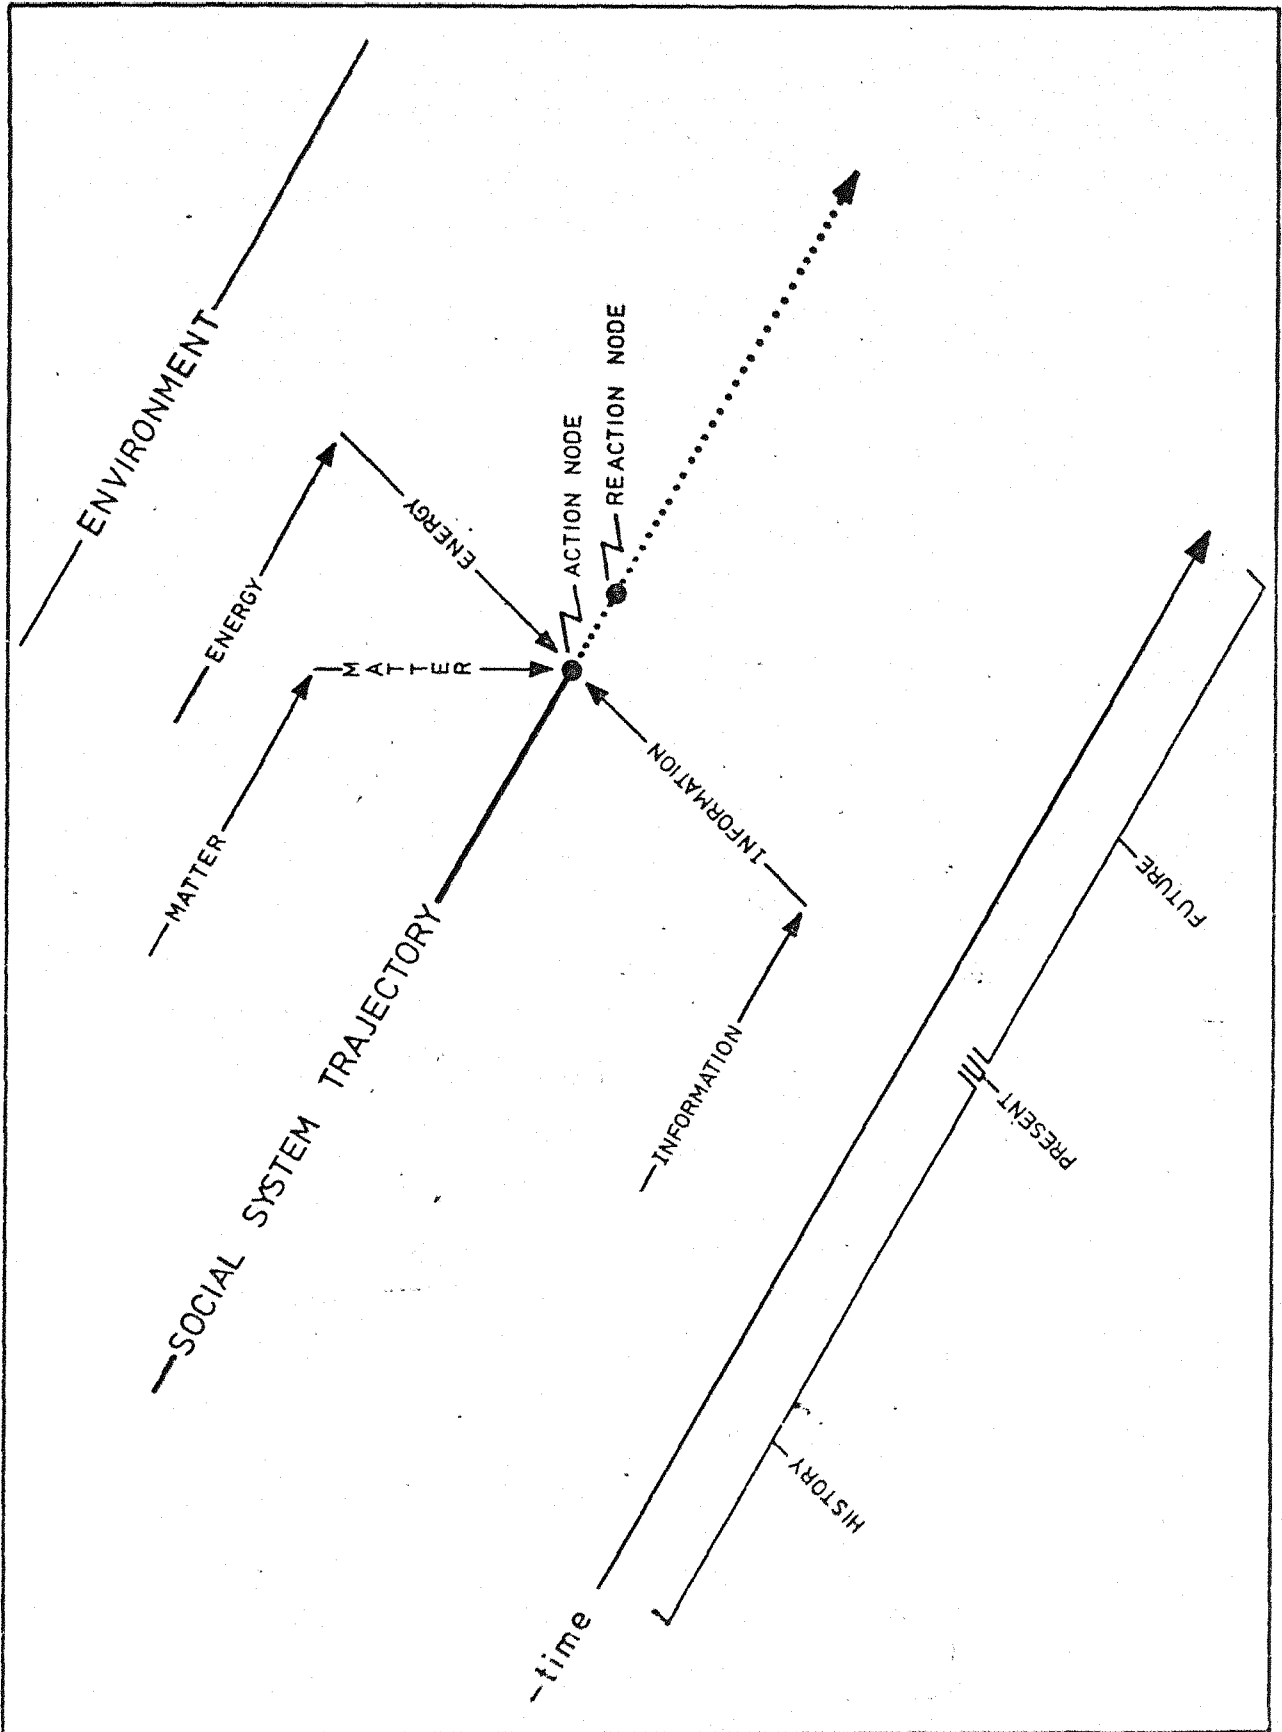 ENVIRONMENT
ENERGY
ENERGY
MATTER
MATTER
ACTION NODE
REACTION NODE
SOCIAL SYSTEM TRAJECTORY
INFORMATION
INFORMATION
time
HISTORY
PRESENT
FUTURE